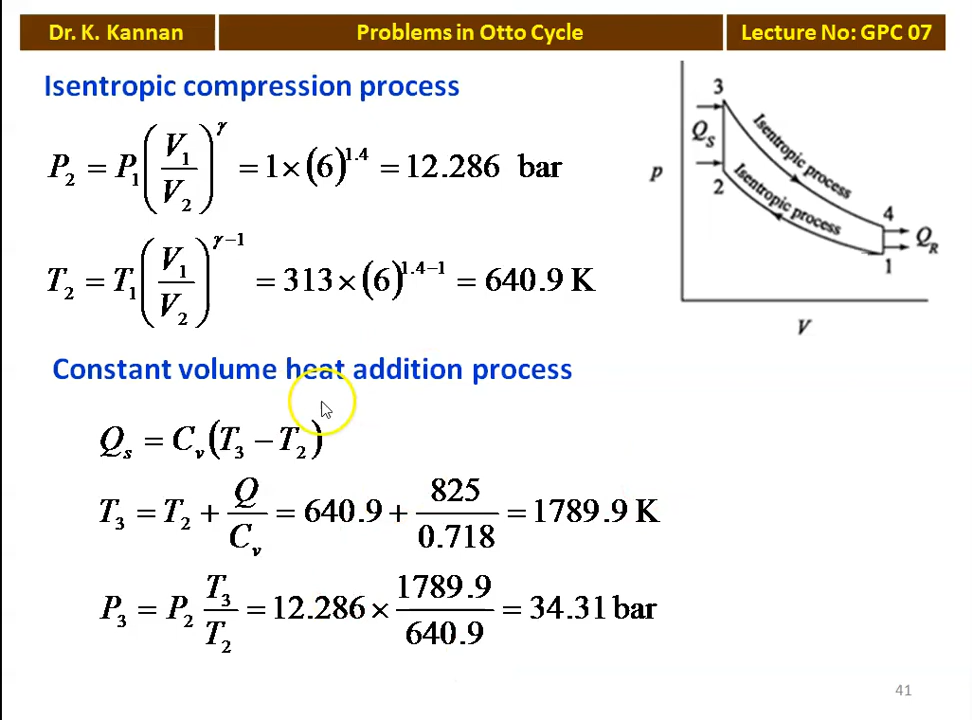 Dr. K. Kannan
Problems in Otto Cycle
Lecture No: GPC 07
Isentropic compression process
P₂ = P₁(V₁/V₂)^γ = 1×(6)^1.4 = 12.286 bar
T₂ = T₁(V₁/V₂)^(γ−1) = 313×(6)^(1.4−1) = 640.9 K
3
Q_S
2
p
Isentropic process
Isentropic process
4
Q_R
1
V
Constant volume heat addition process
Q_s = C_v(T₃ − T₂)
T₃ = T₂ + Q/C_v = 640.9 + 825/0.718 = 1789.9 K
P₃ = P₂ T₃/T₂ = 12.286 × 1789.9/640.9 = 34.31 bar
41